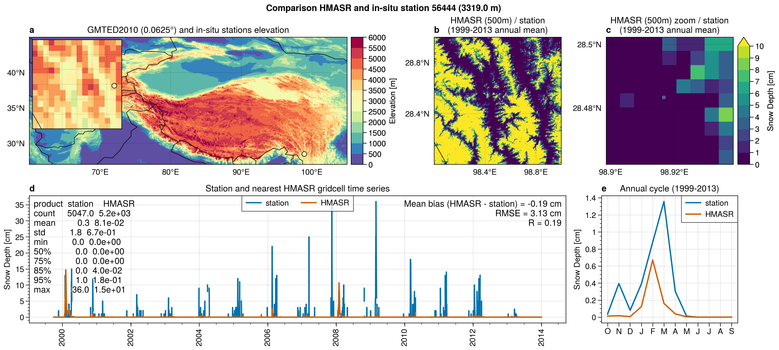 Comparison HMASR and in-situ station 56444 (3319.0 m)
a
GMTED2010 (0.0625°) and in-situ stations elevation
40°N
35°N
30°N
70°E
80°E
90°E
100°E
6000
5500
5000
4500
4000
3500
3000
2500
2000
1500
1000
500
0
Elevation [m]
b
HMASR (500m) / station
(1999-2013 annual mean)
28.8°N
28.4°N
98.4°E
98.8°E
c
HMASR (500m) zoom / station
(1999-2013 annual mean)
28.5°N
28.48°N
98.9°E
98.92°E
10
9
8
7
6
5
4
3
2
1
0
Snow Depth [cm]
d
Station and nearest HMASR gridcell time series
product station HMASR
count 5047.0 5.2e+03
mean 0.3 8.1e-02
std 1.8 6.7e-01
min 0.0 0.0e+00
50% 0.0 0.0e+00
75% 0.0 0.0e+00
85% 0.0 4.0e-02
95% 1.0 1.8e-01
max 36.0 1.5e+01
station
HMASR
Mean bias (HMASR - station) = -0.19 cm
RMSE = 3.13 cm
R = 0.19
35
30
25
20
15
10
5
0
Snow Depth [cm]
2000
2002
2004
2006
2008
2010
2012
2014
e
Annual cycle (1999-2013)
station
HMASR
1.4
1.2
1
0.8
0.6
0.4
0.2
0
Snow Depth [cm]
O N D J F M A M J J A S